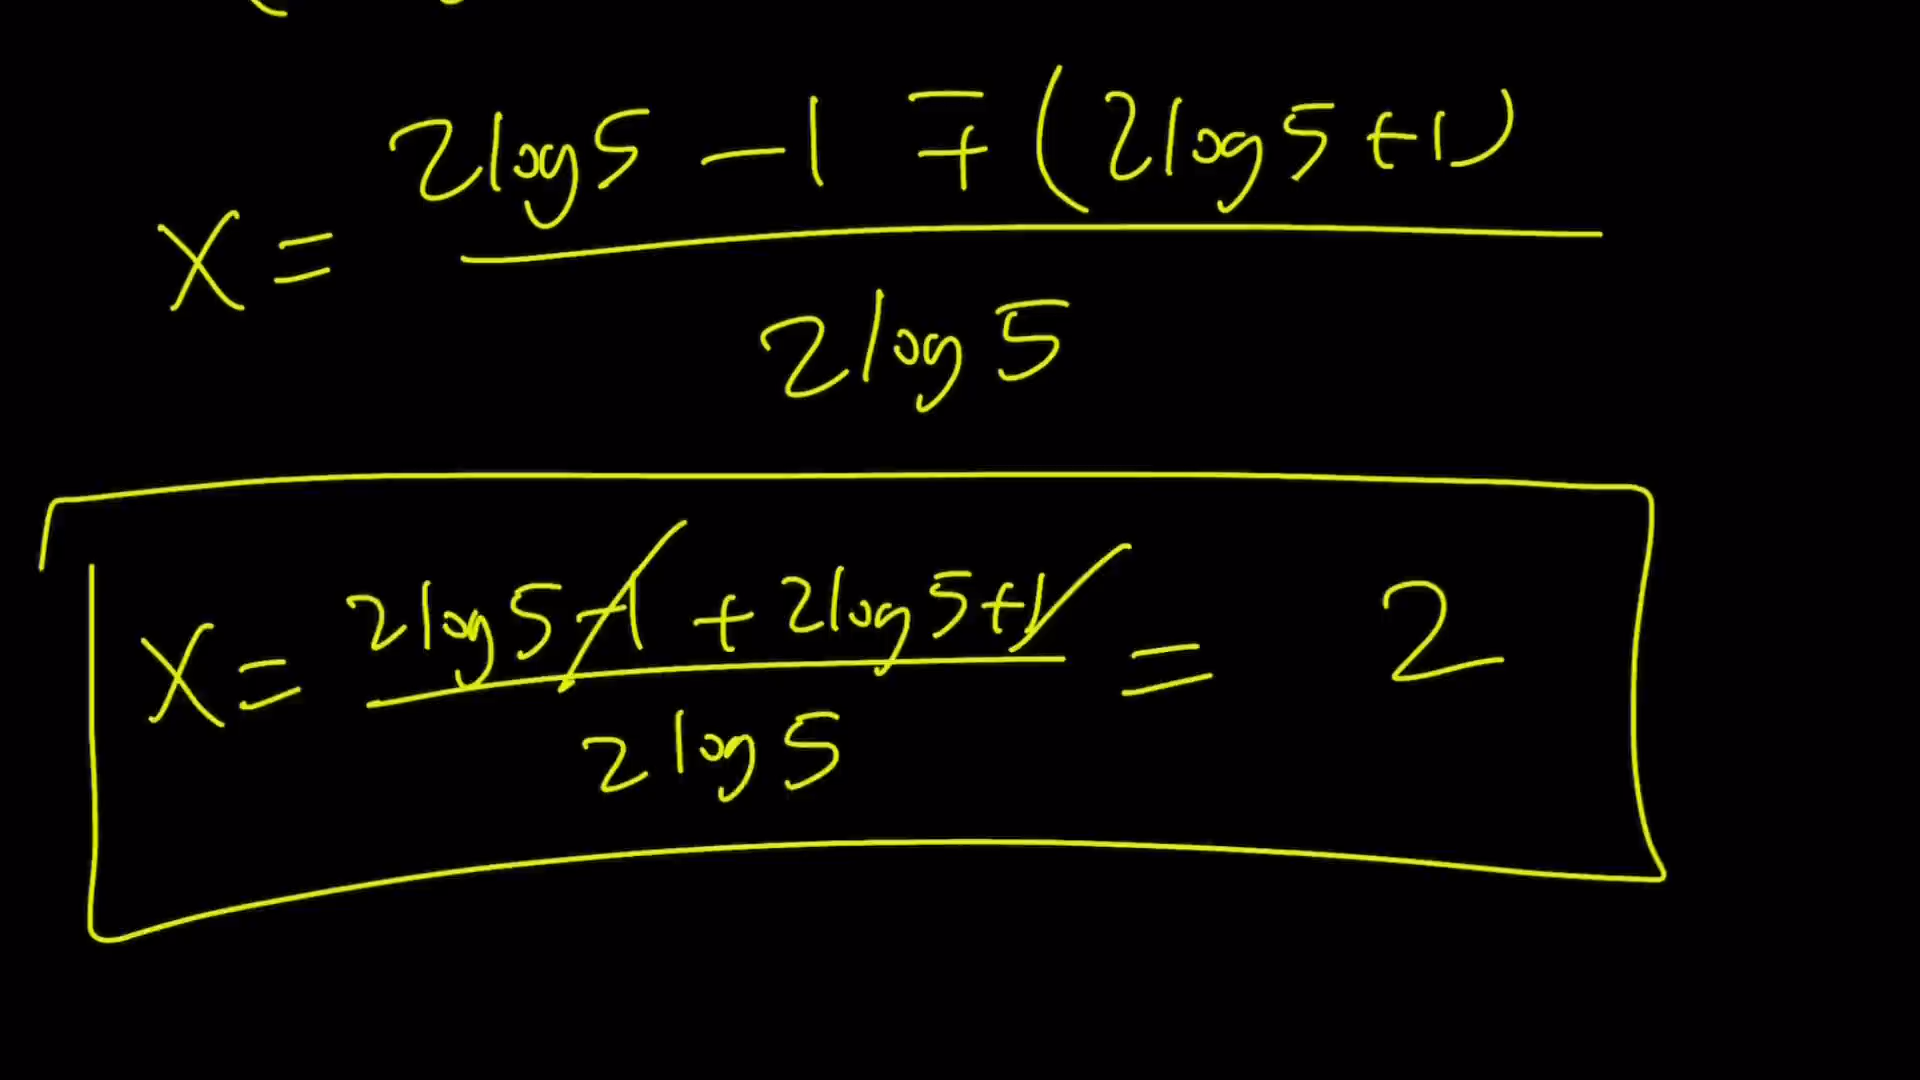 x = (2log5 - 1 ∓ (2log5 + 1)) / (2log5)
x = (2log5 - 1 + 2log5 + 1) / (2log5) = 2